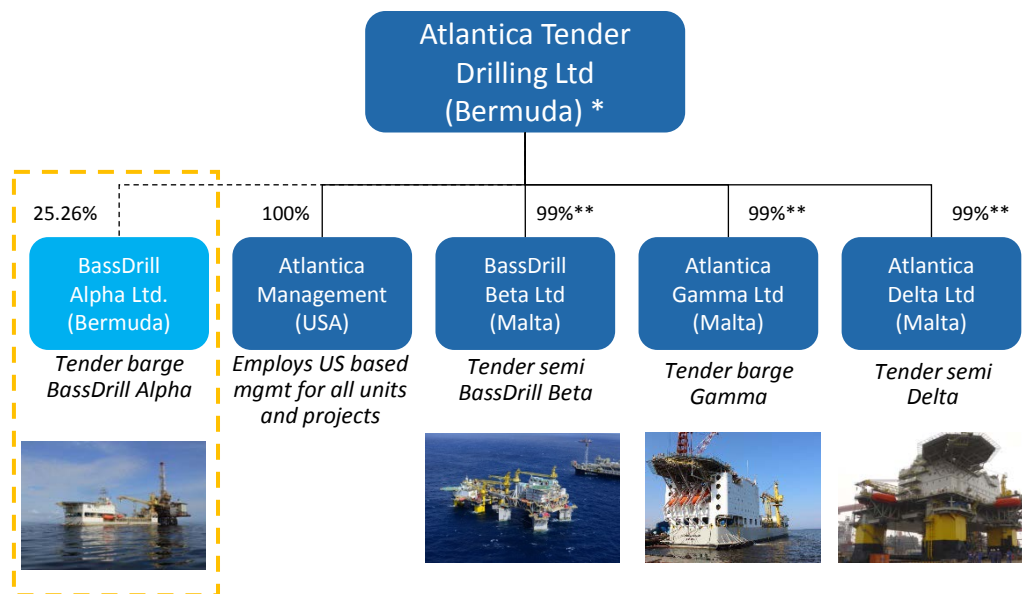 Atlantica Tender
Drilling Ltd
(Bermuda) *
25.26%
100%
99%**
99%**
99%**
BassDrill
Alpha Ltd.
(Bermuda)
Atlantica
Management
(USA)
BassDrill
Beta Ltd
(Malta)
Atlantica
Gamma Ltd
(Malta)
Atlantica
Delta Ltd
(Malta)
Tender barge
BassDrill Alpha
Employs US based
mgmt for all units
and projects
Tender semi
BassDrill Beta
Tender barge
Gamma
Tender semi
Delta